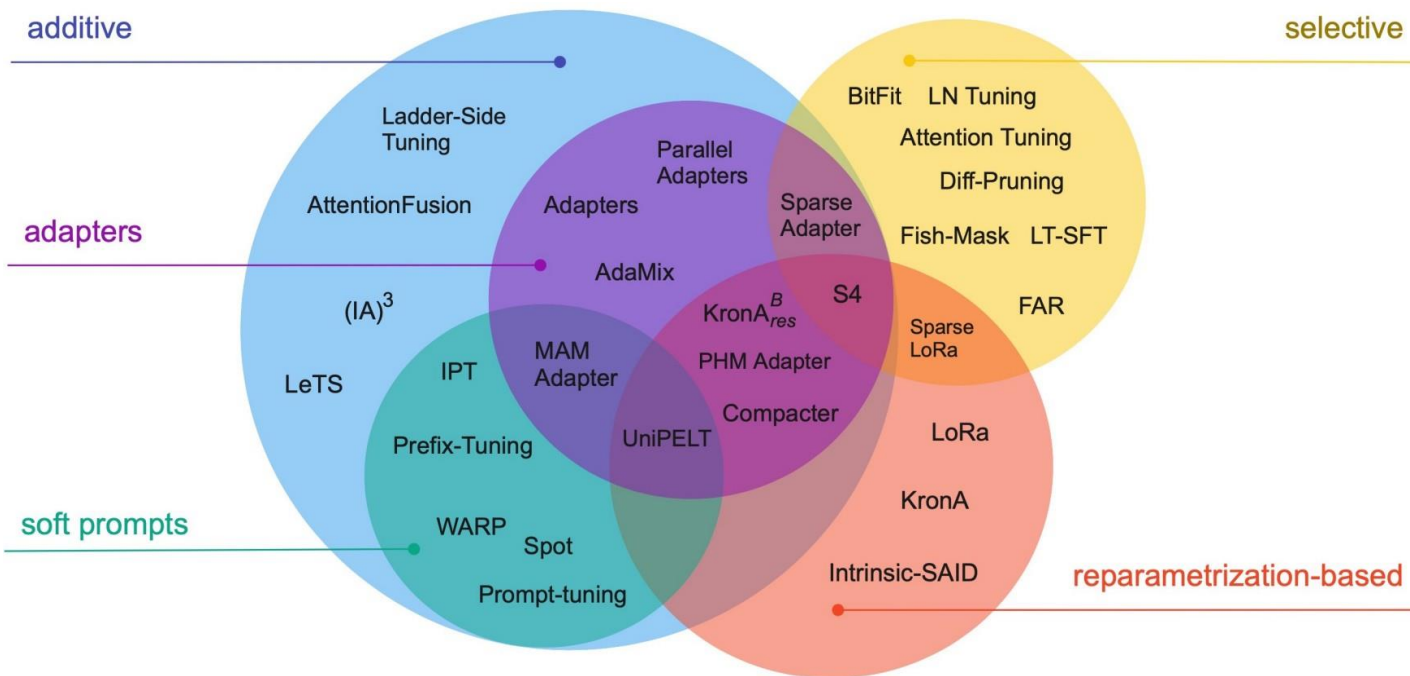 additive
selective
BitFit LN Tuning
Ladder-Side
Tuning
Attention Tuning
Parallel
Adapters
Diff-Pruning
AttentionFusion
Adapters
Sparse
Adapter
adapters
Fish-Mask LT-SFT
AdaMix
(IA)³
KronA^B_res
S4
FAR
Sparse
LoRa
MAM
Adapter
IPT
PHM Adapter
LeTS
Compacter
Prefix-Tuning
UniPELT
LoRa
KronA
soft prompts
WARP
Spot
Intrinsic-SAID
reparametrization-based
Prompt-tuning